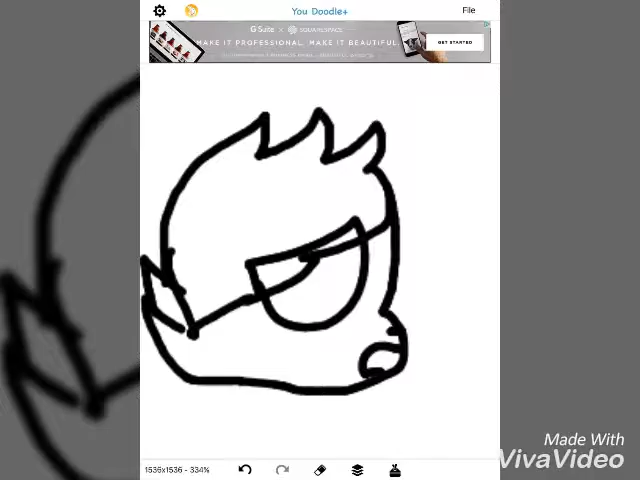 You Doodle+
File
G Suite x SQUARESPACE
MAKE IT PROFESSIONAL, MAKE IT BEAUTIFUL.
GET STARTED
1536x1536 - 334%
Made With
VivaVideo